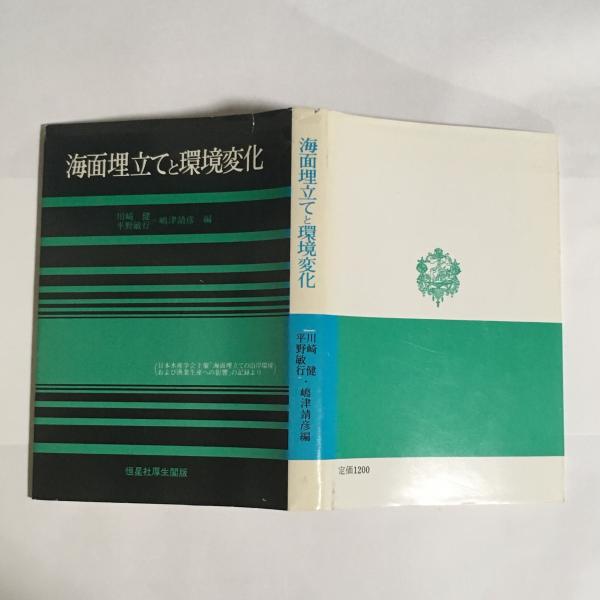 海面埋立てと環境変化
川崎 健
平野敏行・嶋津靖彦 編
(日本水産学会主催「海面埋立ての沿岸環境
および漁業生産への影響」の記録より)
恒星社厚生閣版
海面埋立てと環境変化
川崎 健
平野敏行・嶋津靖彦編
定価1200